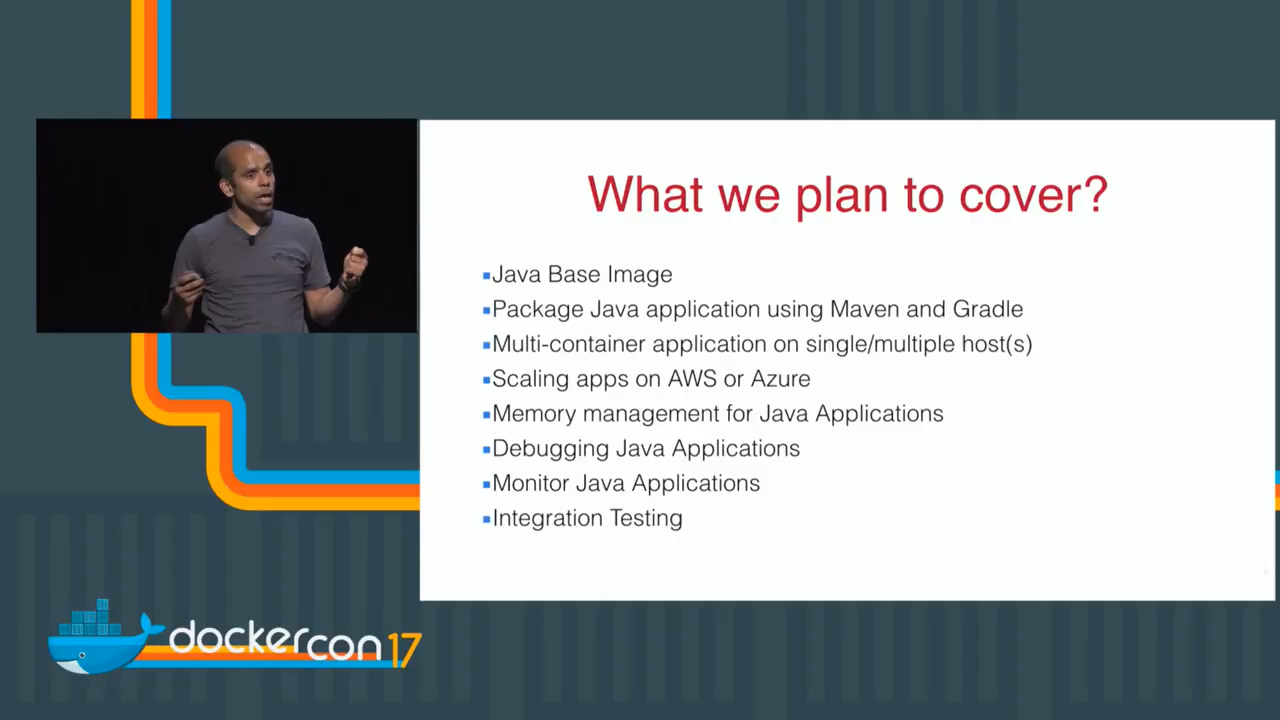 What we plan to cover?
Java Base Image
Package Java application using Maven and Gradle
Multi-container application on single/multiple host(s)
Scaling apps on AWS or Azure
Memory management for Java Applications
Debugging Java Applications
Monitor Java Applications
Integration Testing
dockercon 17